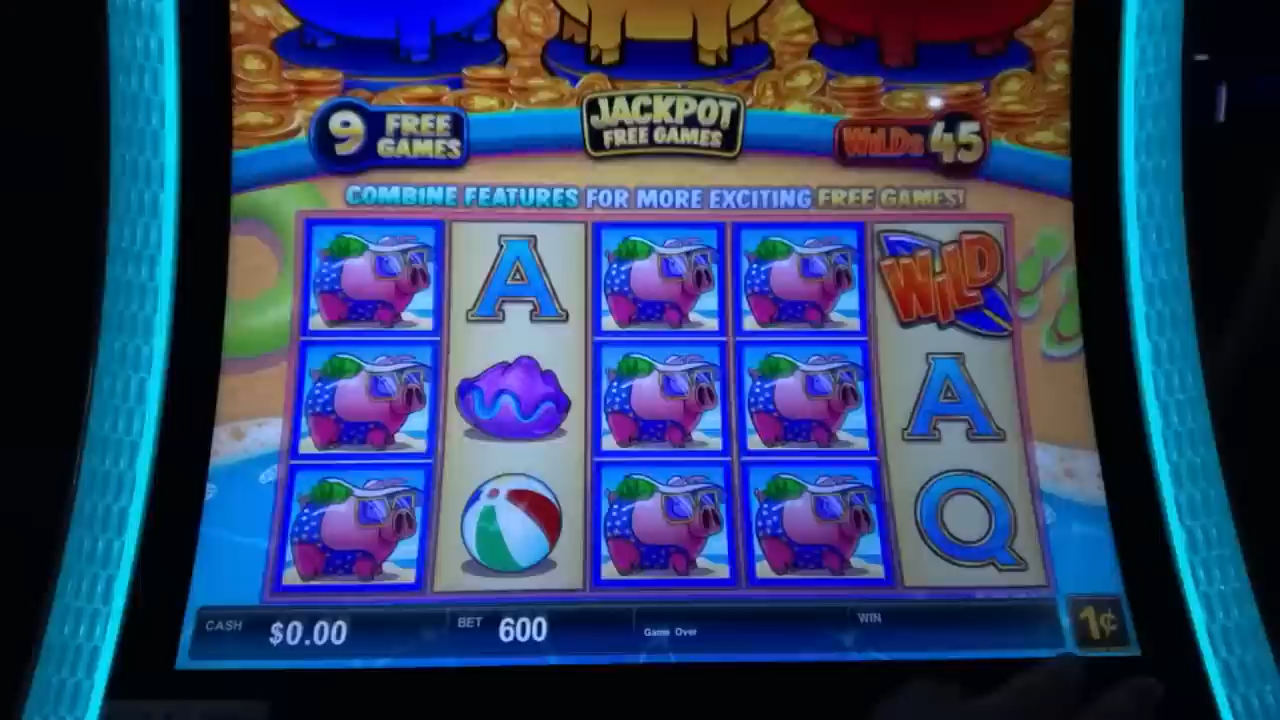 9 FREE GAMES
JACKPOT
FREE GAMES
WILDS 45
COMBINE FEATURES FOR MORE EXCITING FREE GAMES!
A
WILD
A
Q
CASH $0.00
BET 600
Game Over
WIN
1¢